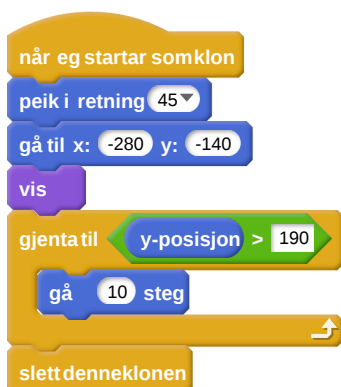 når eg startar som klon
peik i retning 45
gå til x: -280 y: -140
vis
gjenta til y-posisjon > 190
gå 10 steg
slett denne klonen